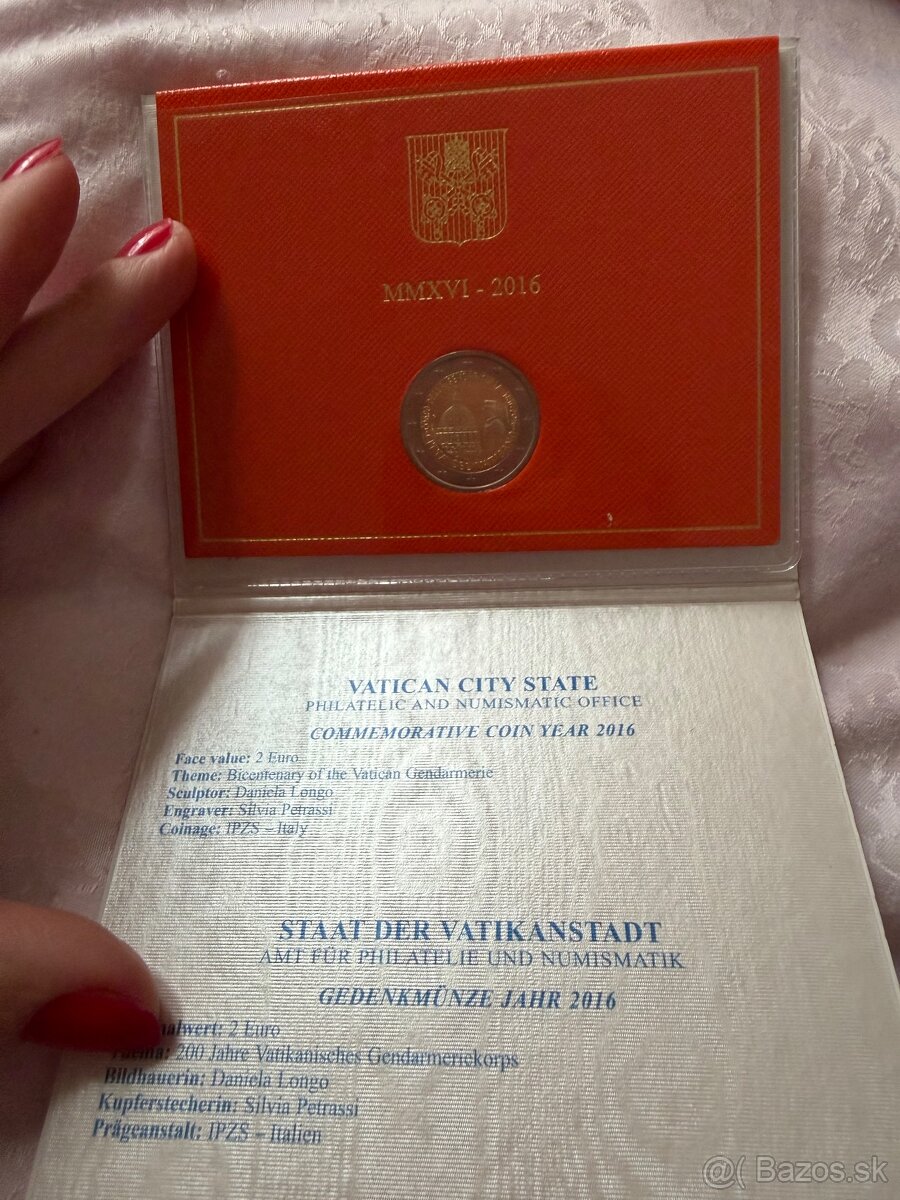 MMXVI - 2016
VATICAN CITY STATE
PHILATELIC AND NUMISMATIC OFFICE
COMMEMORATIVE COIN YEAR 2016
Face value: 2 Euro
Theme: Bicentenary of the Vatican Gendarmerie
Sculptor: Daniela Longo
Engraver: Silvia Petrassi
Coinage: IPZS – Italy
STAAT DER VATIKANSTADT
AMT FÜR PHILATELIE UND NUMISMATIK
GEDENKMÜNZE JAHR 2016
2 Euro
200 Jahre Vatikanisches Gendarmeriekorps
Bildhauerin: Daniela Longo
Kupferstecherin: Silvia Petrassi
Prägeanstalt: IPZS – Italien
@( Bazos.sk